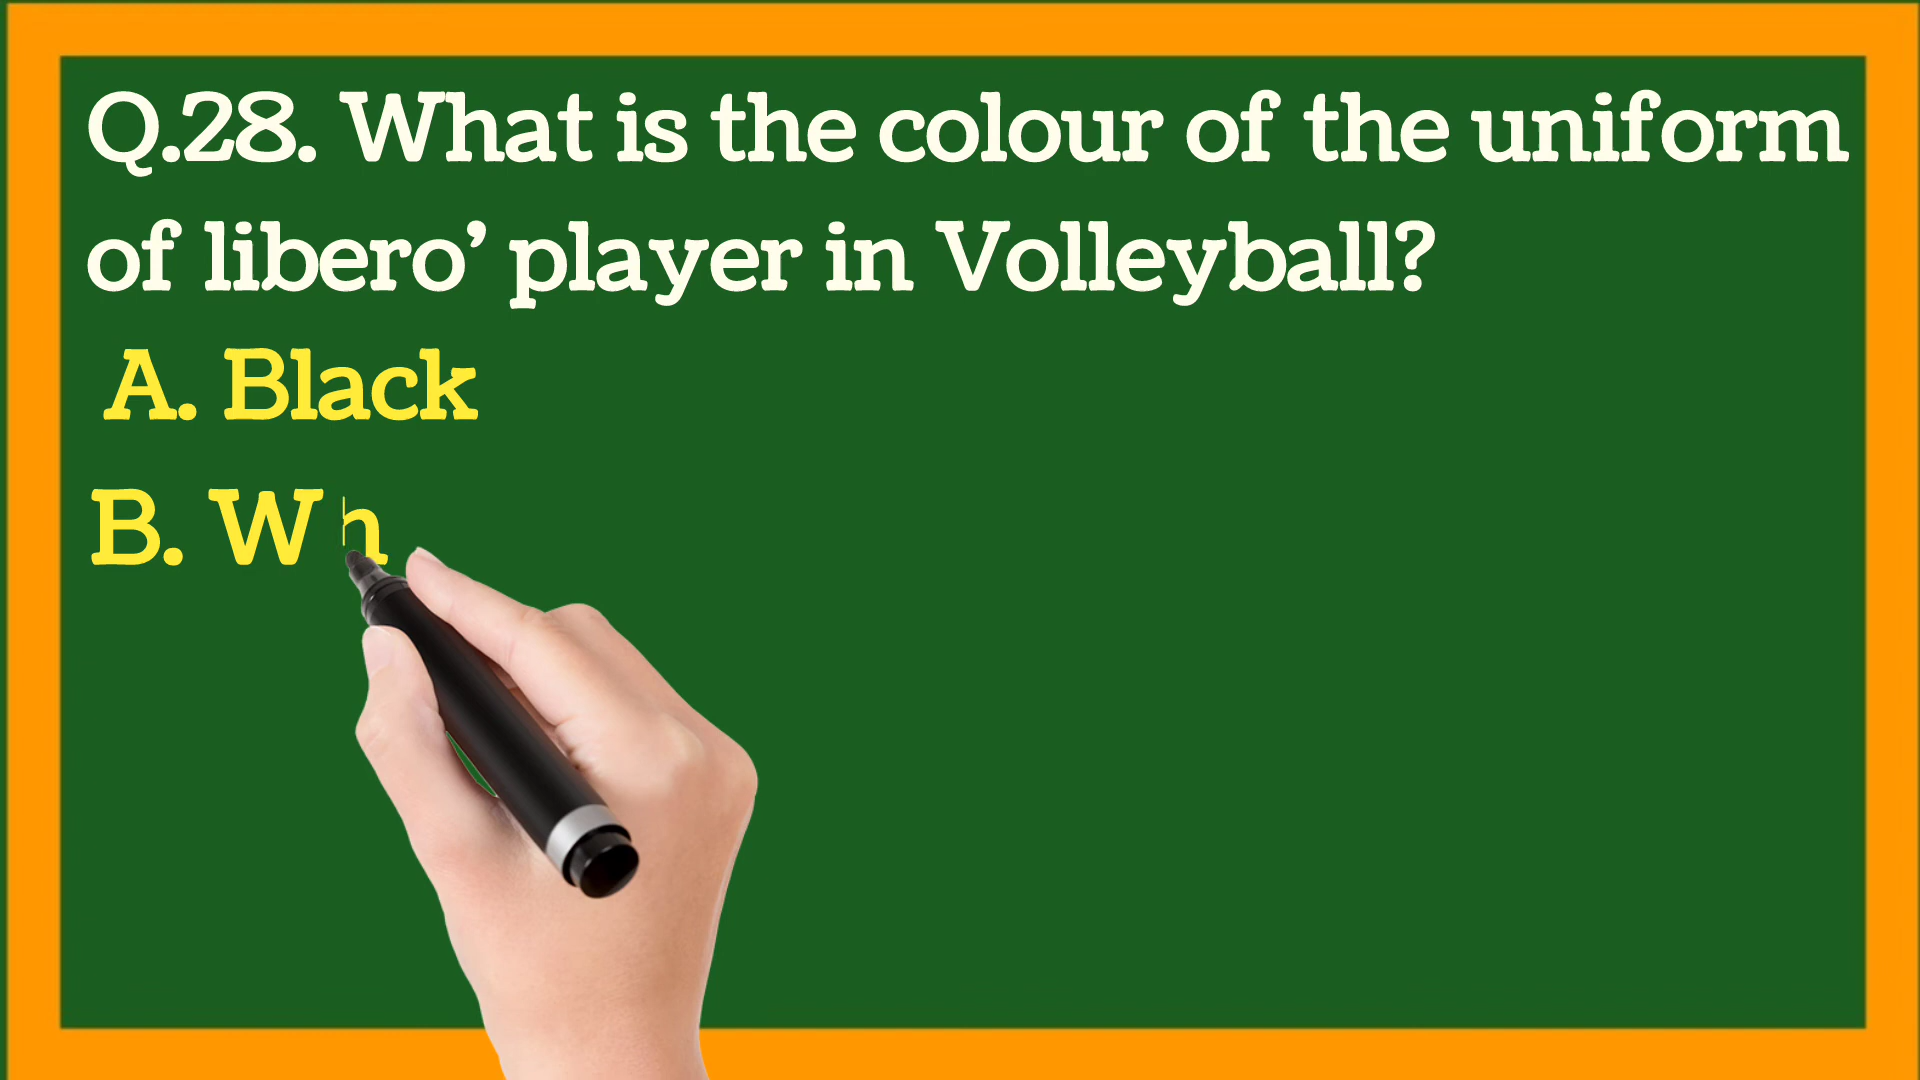 Q.28. What is the colour of the uniform
of libero’ player in Volleyball?
A. Black
B. Wh